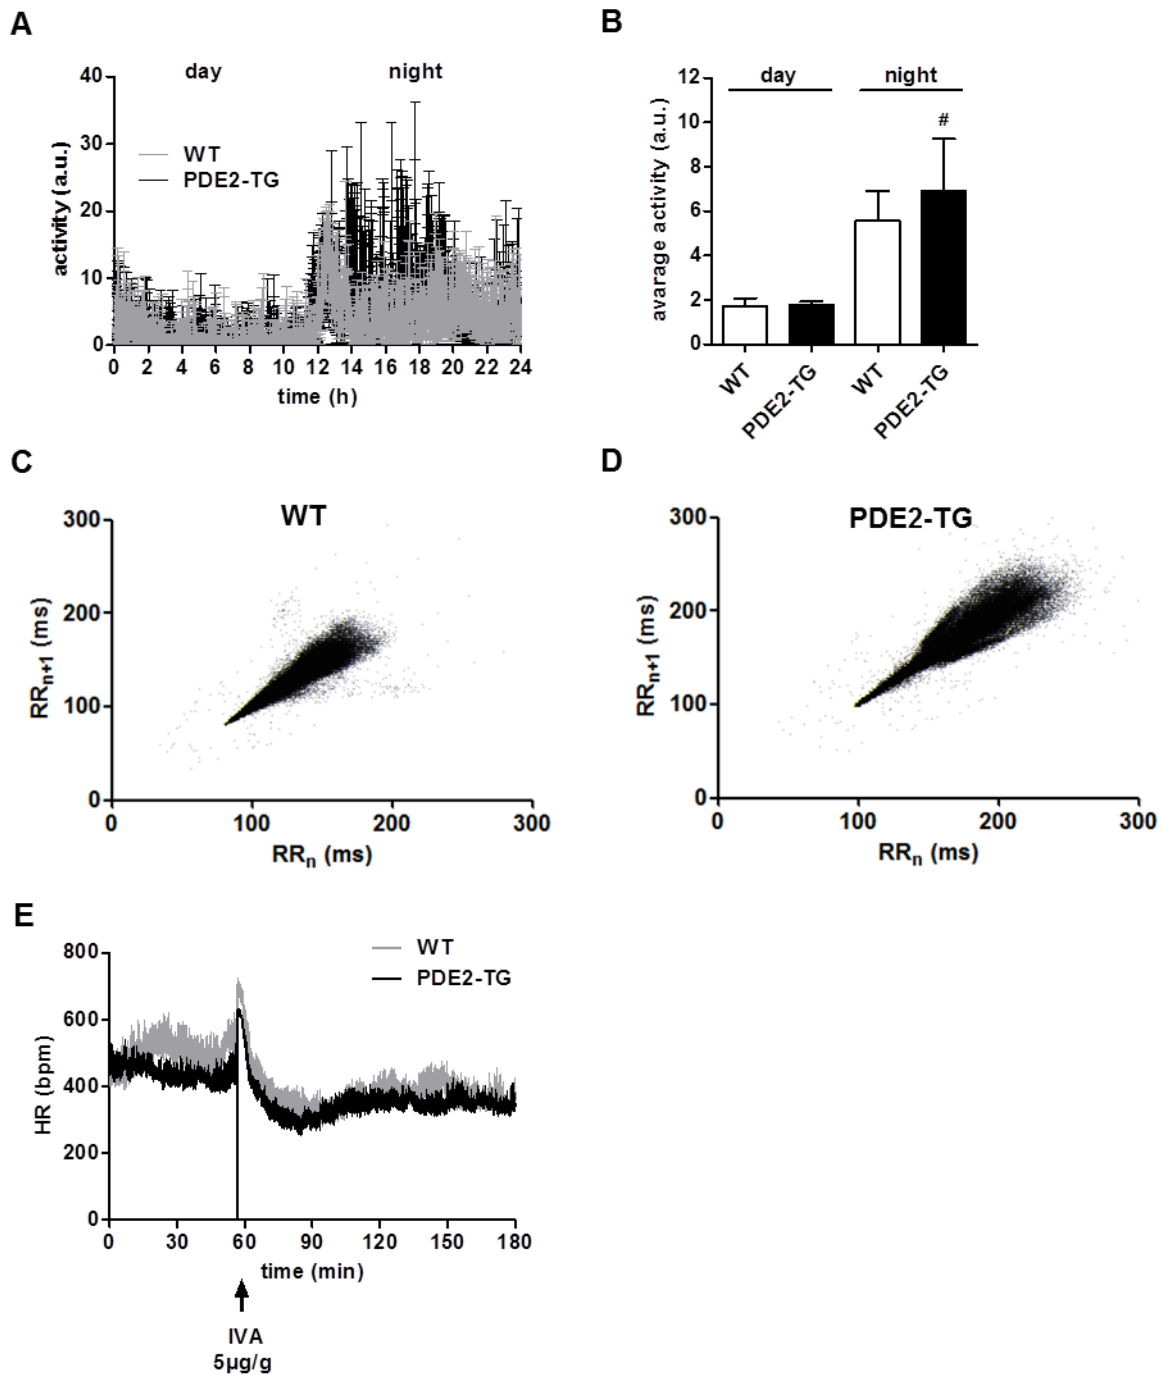 A
day
night
40
30
20
10
0
activity (a.u.)
WT
PDE2-TG
0 2 4 6 8 10 12 14 16 18 20 22 24
time (h)
B
day
night
#
12
10
8
6
4
2
0
avarage activity (a.u.)
WT
PDE2-TG
WT
PDE2-TG
C
WT
300
200
100
0
RRn+1 (ms)
0 100 200 300
RRn (ms)
D
PDE2-TG
300
200
100
0
RRn+1 (ms)
0 100 200 300
RRn (ms)
E
WT
PDE2-TG
800
600
400
200
0
HR (bpm)
0 30 60 90 120 150 180
time (min)
IVA
5µg/g